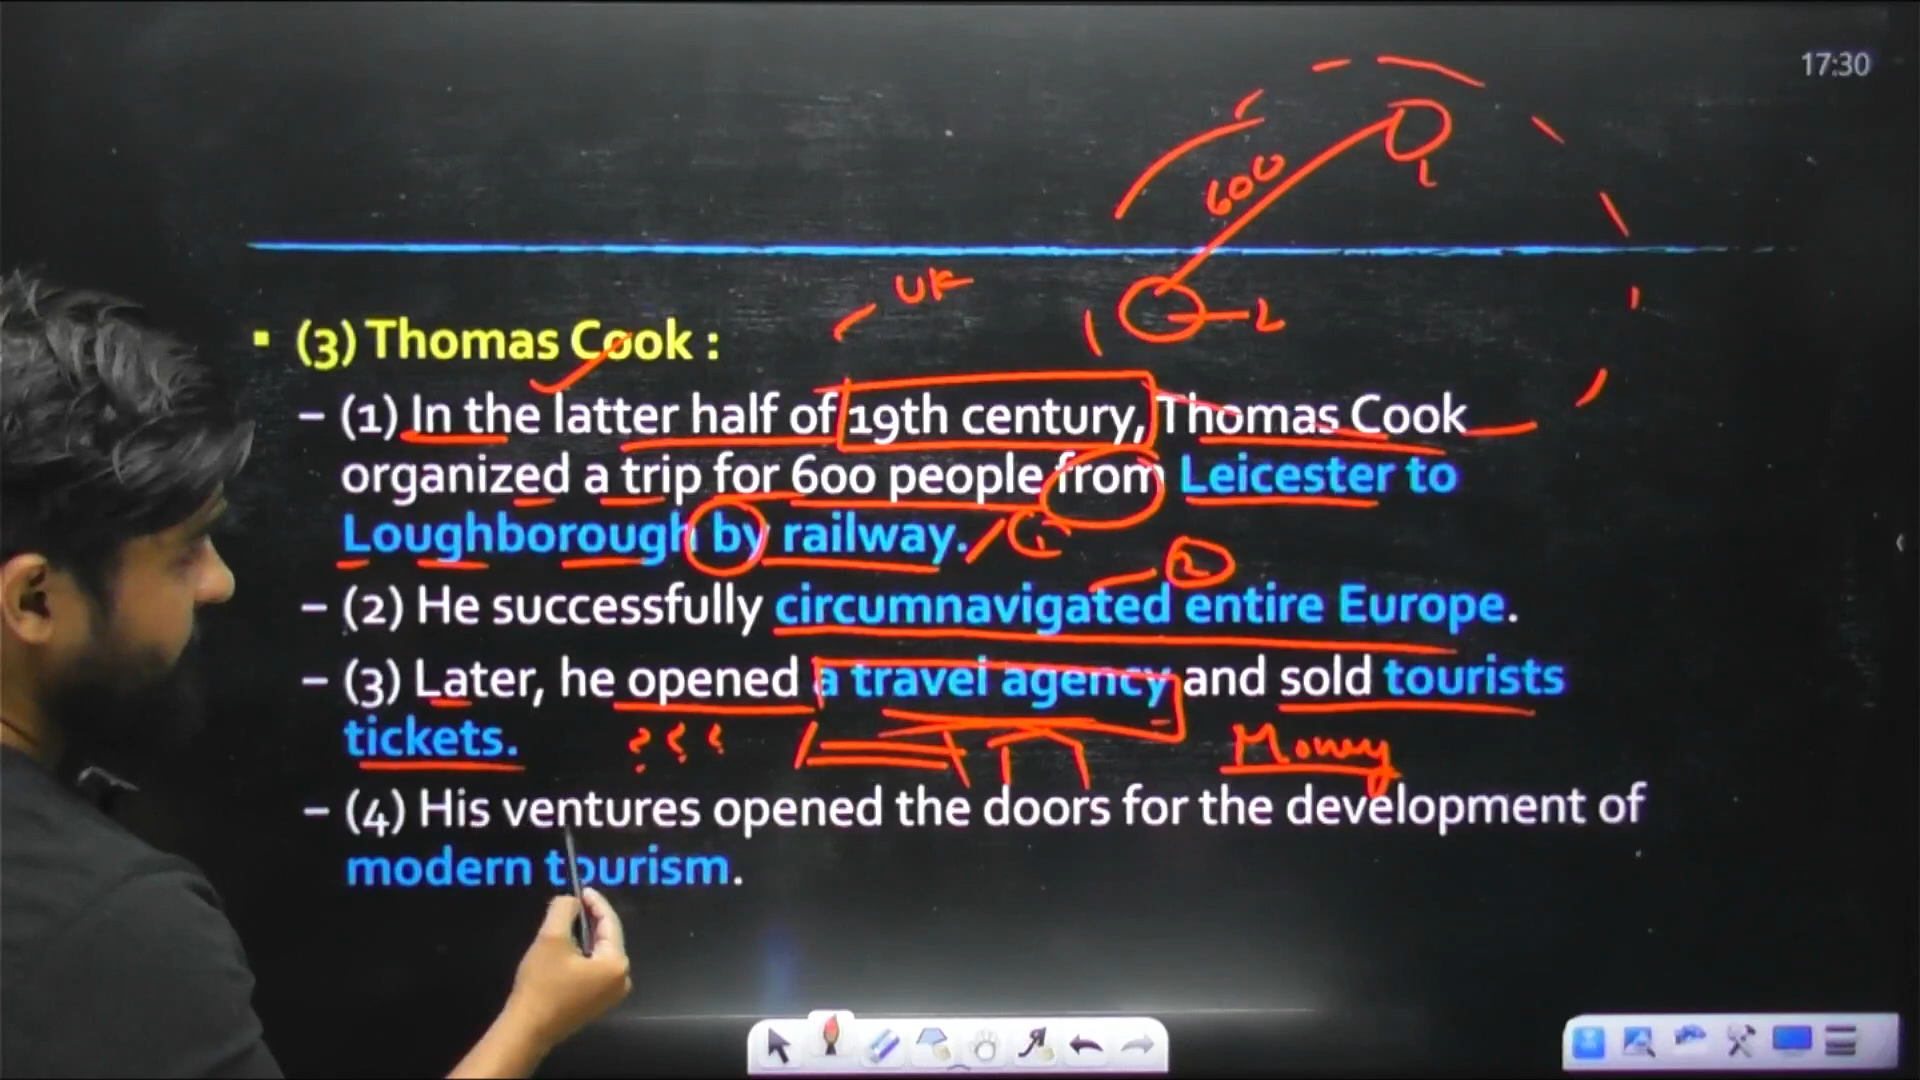 17:30
600
L
UK
L
(3) Thomas Cook :
– (1) In the latter half of 19th century, Thomas Cook
organized a trip for 600 people from Leicester to
Loughborough by railway. 1
2
– (2) He successfully circumnavigated entire Europe.
– (3) Later, he opened a travel agency and sold tourists
tickets. ? ? ? Money
– (4) His ventures opened the doors for the development of
modern tourism.